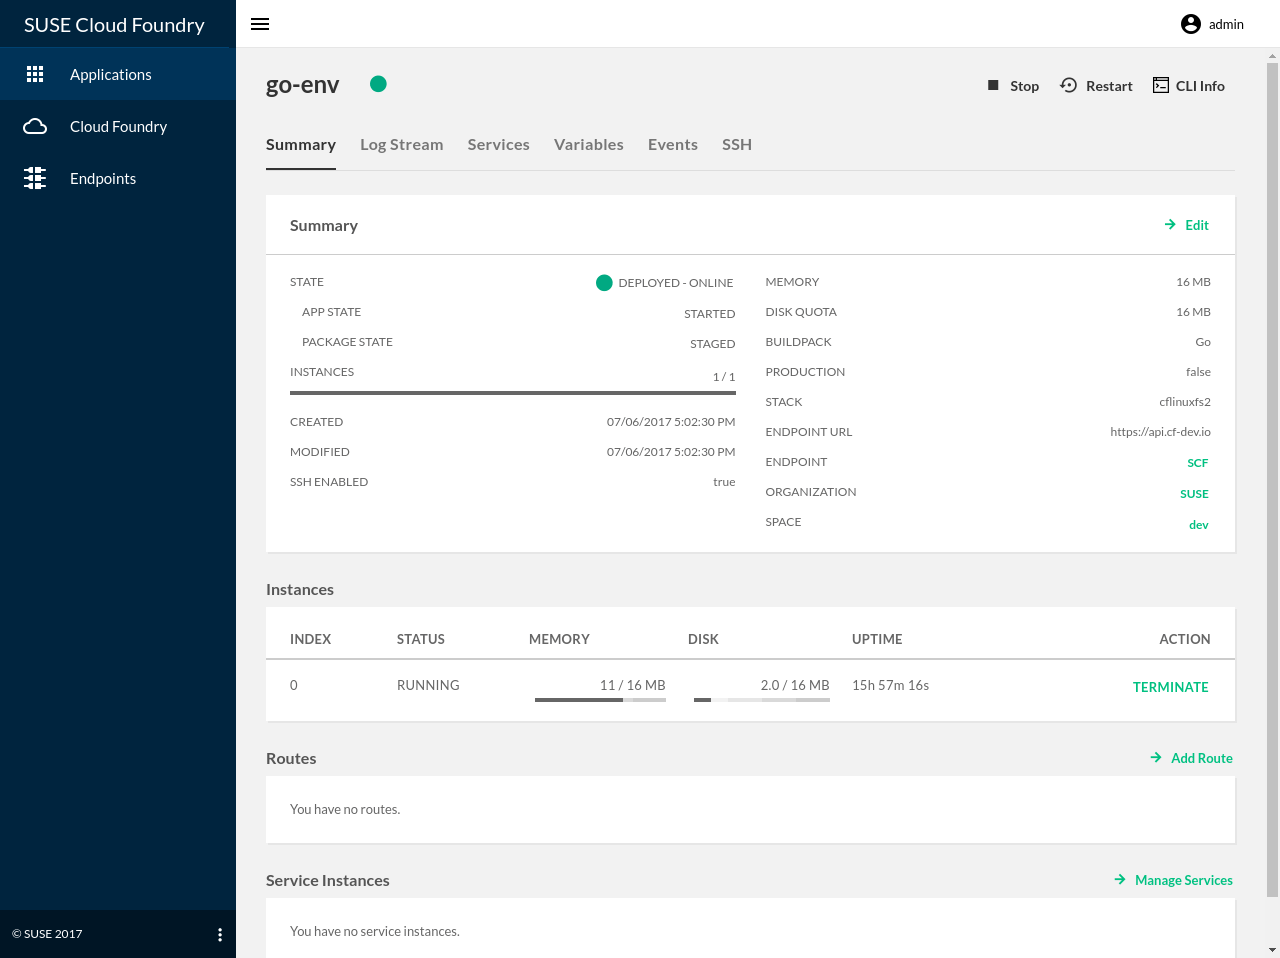 SUSE Cloud Foundry
admin
Applications
Cloud Foundry
Endpoints
go-env
Stop
Restart
CLI Info
Summary Log Stream Services Variables Events SSH
Summary
Edit
STATE DEPLOYED - ONLINE
APP STATE STARTED
PACKAGE STATE STAGED
INSTANCES 1 / 1
CREATED 07/06/2017 5:02:30 PM
MODIFIED 07/06/2017 5:02:30 PM
SSH ENABLED true
MEMORY 16 MB
DISK QUOTA 16 MB
BUILDPACK Go
PRODUCTION false
STACK cflinuxfs2
ENDPOINT URL https://api.cf-dev.io
ENDPOINT SCF
ORGANIZATION SUSE
SPACE dev
Instances
INDEX STATUS MEMORY DISK UPTIME ACTION
0 RUNNING 11 / 16 MB 2.0 / 16 MB 15h 57m 16s TERMINATE
Routes
Add Route
You have no routes.
Service Instances
Manage Services
You have no service instances.
© SUSE 2017